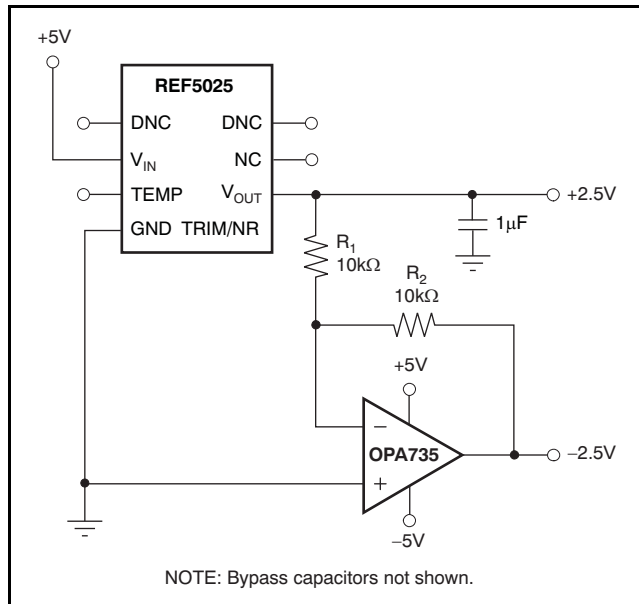 +5V
REF5025
DNC
DNC
V_IN
NC
TEMP
V_OUT
+2.5V
GND
TRIM/NR
1μF
R_1
10kΩ
R_2
10kΩ
+5V
−
OPA735
−2.5V
+
−5V
NOTE: Bypass capacitors not shown.